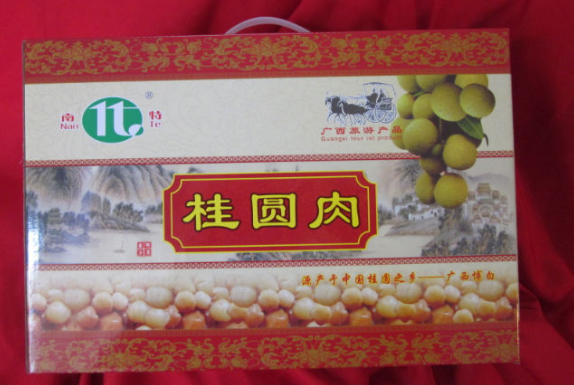 南 特
Nan Te
®
广西旅游产品
Guangxi tour ist product
桂圆肉
源产于中国桂圆之乡——广西博白